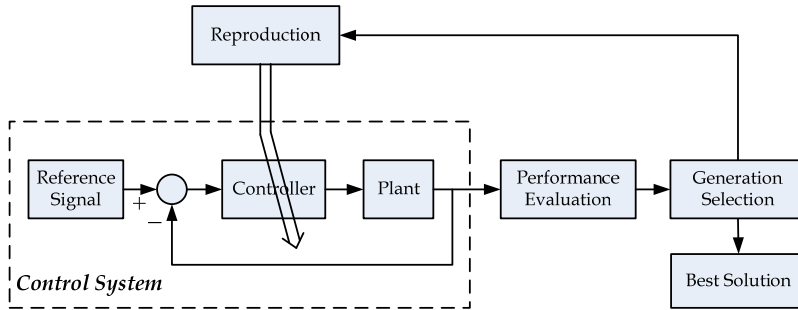 Reproduction
Reference
Signal
+
−
Controller
Plant
Performance
Evaluation
Generation
Selection
Best Solution
Control System